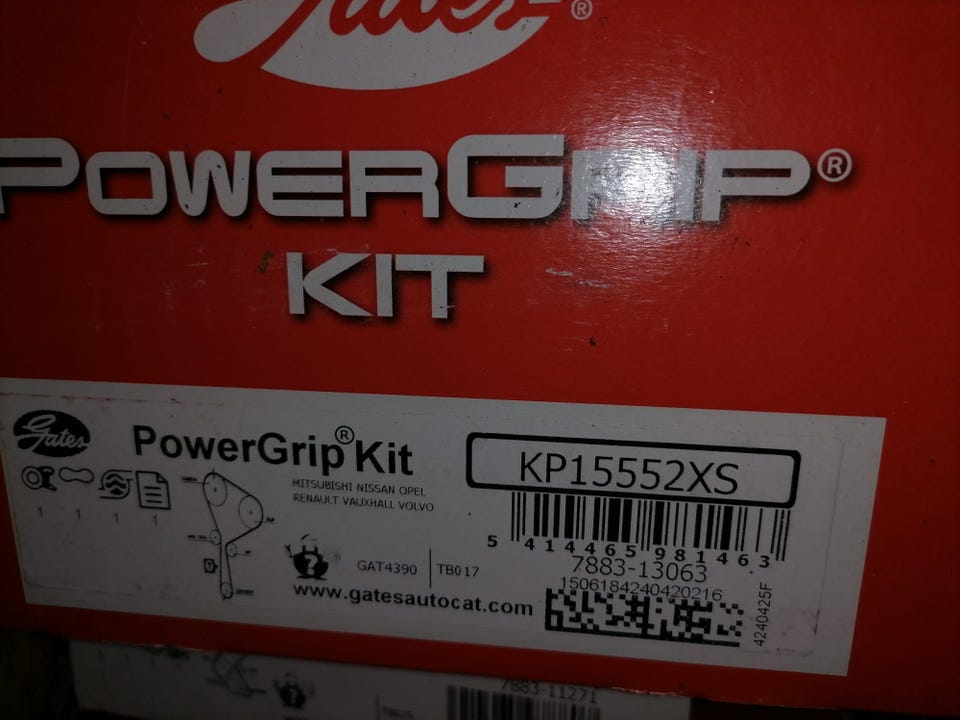 Gates®
POWERGRIP®
KIT
Gates
PowerGrip® Kit
KP15552XS
MITSUBISHI NISSAN OPEL
RENAULT VAUXHALL VOLVO
1 1 1 1
5 414465 981463
7883-13063
GAT4390 TB017
1506184240420216
www.gatesautocat.com
4240425F
7883-11271